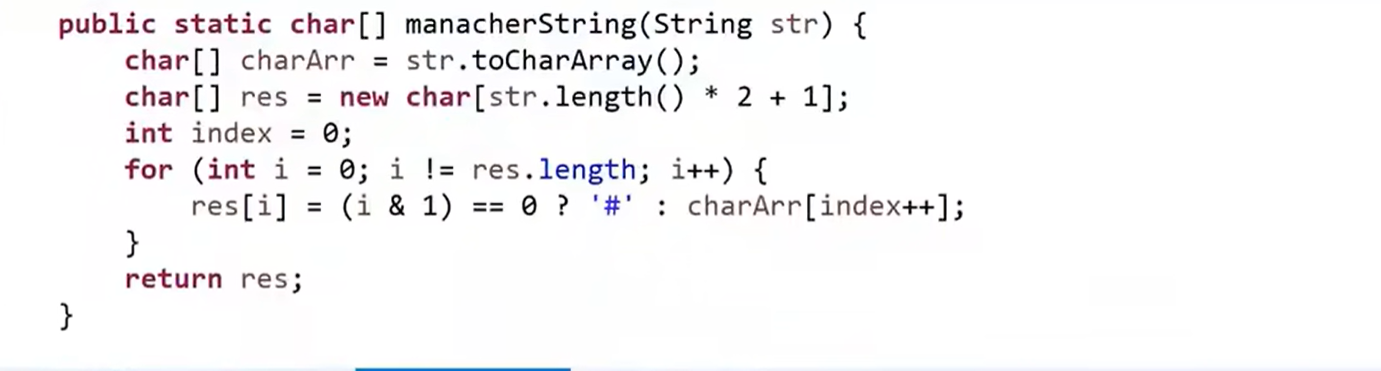 public static char[] manacherString(String str) {
    char[] charArr = str.toCharArray();
    char[] res = new char[str.length() * 2 + 1];
    int index = 0;
    for (int i = 0; i != res.length; i++) {
        res[i] = (i & 1) == 0 ? '#' : charArr[index++];
    }
    return res;
}